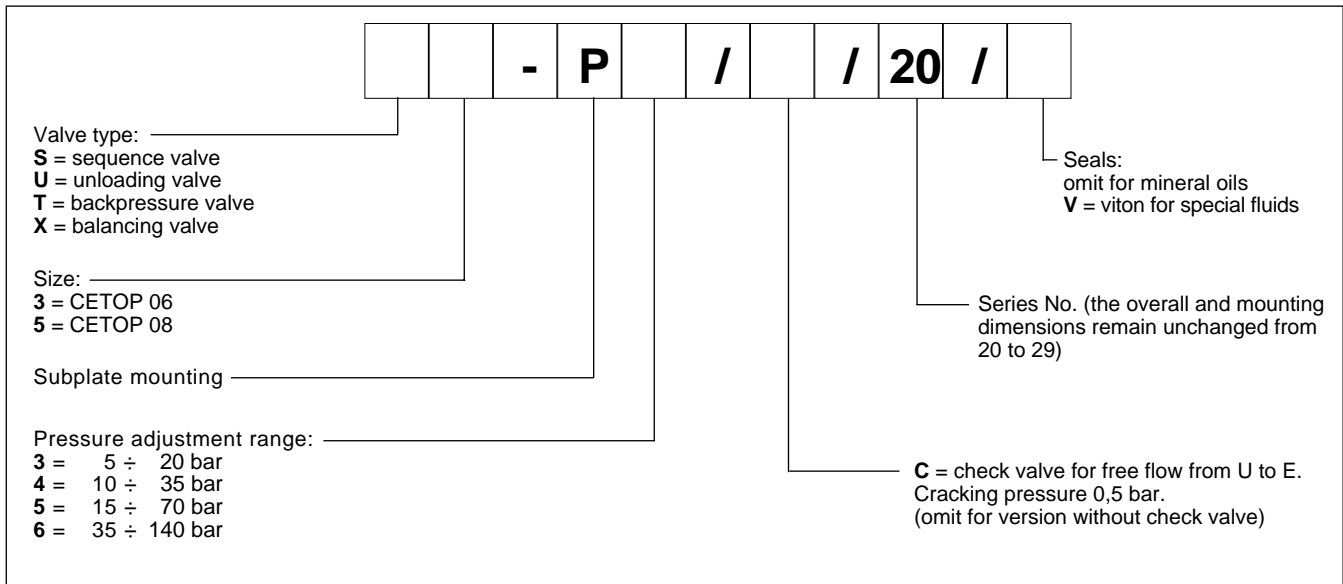 - P / / 20 /
Valve type:
S = sequence valve
U = unloading valve
T = backpressure valve
X = balancing valve
Size:
3 = CETOP 06
5 = CETOP 08
Subplate mounting
Pressure adjustment range:
3 = 5 ÷ 20 bar
4 = 10 ÷ 35 bar
5 = 15 ÷ 70 bar
6 = 35 ÷ 140 bar
Seals:
omit for mineral oils
V = viton for special fluids
Series No. (the overall and mounting
dimensions remain unchanged from
20 to 29)
C = check valve for free flow from U to E.
Cracking pressure 0,5 bar.
(omit for version without check valve)